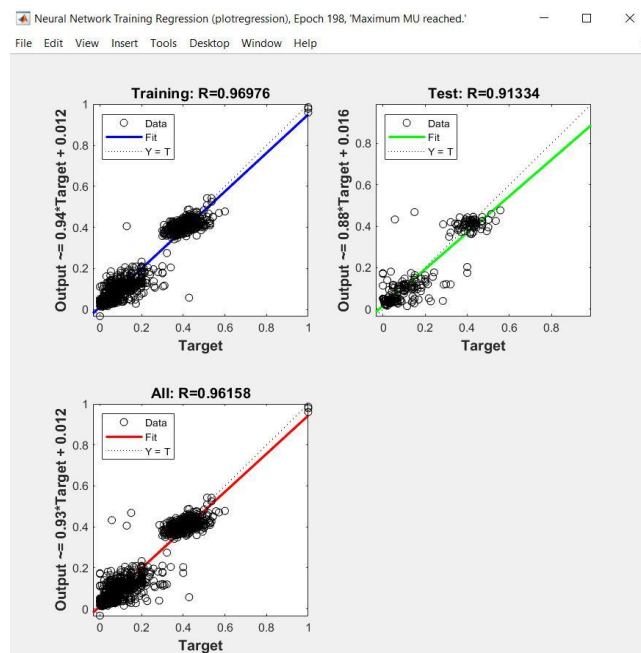 Neural Network Training Regression (plotregression), Epoch 198, 'Maximum MU reached.'
File Edit View Insert Tools Desktop Window Help
Training: R=0.96976
Output ~= 0.94*Target + 0.012
1
0.8
0.6
0.4
0.2
0
Data
Fit
Y = T
0 0.2 0.4 0.6 0.8 1
Target
Test: R=0.91334
Output ~= 0.88*Target + 0.016
0.8
0.6
0.4
0.2
0
Data
Fit
Y = T
0 0.2 0.4 0.6 0.8
Target
All: R=0.96158
Output ~= 0.93*Target + 0.012
1
0.8
0.6
0.4
0.2
0
Data
Fit
Y = T
0 0.2 0.4 0.6 0.8 1
Target